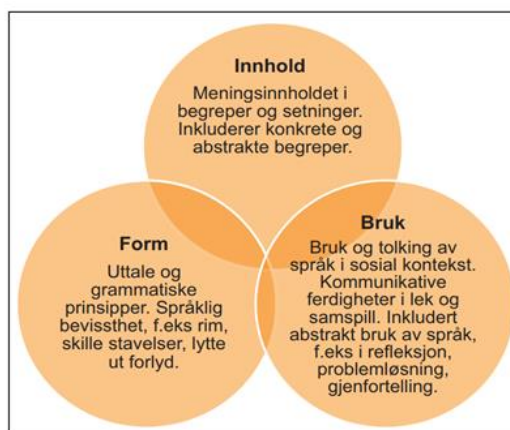 Innhold
Meningsinnholdet i
begreper og setninger.
Inkluderer konkrete og
abstrakte begreper.
Form
Uttale og
grammatiske
prinsipper. Språklig
bevissthet, f.eks rim,
skille stavelser, lytte
ut forlyd.
Bruk
Bruk og tolking av
språk i sosial kontekst.
Kommunikative
ferdigheter i lek og
samspill. Inkludert
abstrakt bruk av språk,
f.eks i refleksjon,
problemløsning,
gjenfortelling.